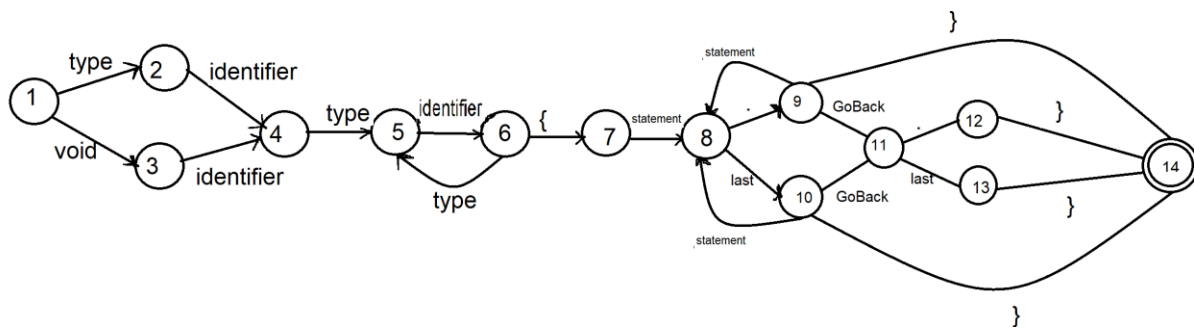 }
statement
type
2
identifier
9
.
GoBack
1
type
identifier
{
statement
12
.
}
4
5
6
7
8
11
14
void
3
identifier
type
last
10
GoBack
last
13
}
statement
}